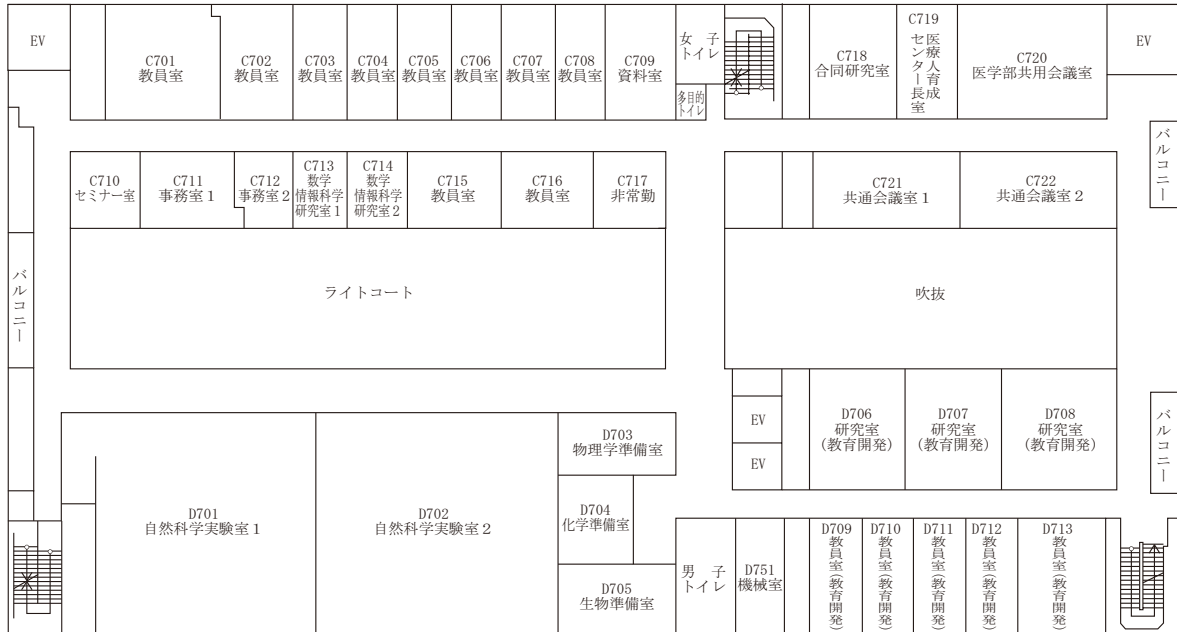 EV
C701
教員室
C702
教員室
C703
教員室
C704
教員室
C705
教員室
C706
教員室
C707
教員室
C708
教員室
C709
資料室
女 子
トイレ
多目的
トイレ
C718
合同研究室
C719
医療人育成
センター長室
C720
医学部共用会議室
EV
バルコニー
C710
セミナー室
C711
事務室１
C712
事務室２
C713
数学
情報科学
研究室１
C714
数学
情報科学
研究室２
C715
教員室
C716
教員室
C717
非常勤
C721
共通会議室１
C722
共通会議室２
バルコニー
ライトコート
吹抜
EV
EV
D706
研究室
(教育開発)
D707
研究室
(教育開発)
D708
研究室
(教育開発)
バルコニー
D701
自然科学実験室１
D702
自然科学実験室２
D703
物理学準備室
D704
化学準備室
D705
生物準備室
男 子
トイレ
D751
機械室
D709
教員室(教育開発)
D710
教員室(教育開発)
D711
教員室(教育開発)
D712
教員室(教育開発)
D713
教員室(教育開発)